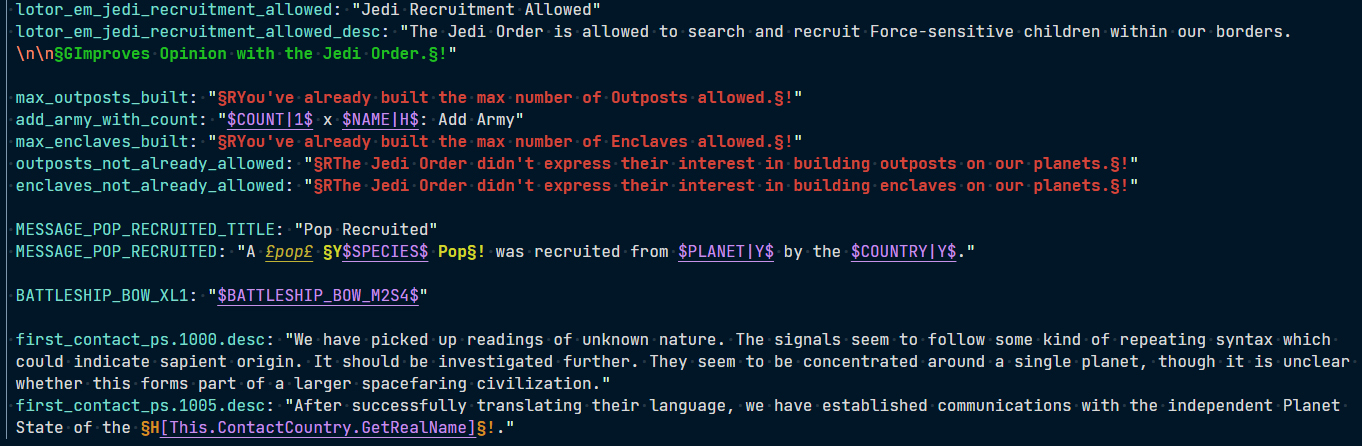 lotor_em_jedi_recruitment_allowed: "Jedi Recruitment Allowed"
lotor_em_jedi_recruitment_allowed_desc: "The Jedi Order is allowed to search and recruit Force-sensitive children within our borders.
\n\n§GImproves Opinion with the Jedi Order.§!"
max_outposts_built: "§RYou've already built the max number of Outposts allowed.§!"
add_army_with_count: "$COUNT|1$ x $NAME|H$: Add Army"
max_enclaves_built: "§RYou've already built the max number of Enclaves allowed.§!"
outposts_not_already_allowed: "§RThe Jedi Order didn't express their interest in building outposts on our planets.§!"
enclaves_not_already_allowed: "§RThe Jedi Order didn't express their interest in building enclaves on our planets.§!"
MESSAGE_POP_RECRUITED_TITLE: "Pop Recruited"
MESSAGE_POP_RECRUITED: "A £pop£ §Y$SPECIES$ Pop§! was recruited from $PLANET|Y$ by the $COUNTRY|Y$."
BATTLESHIP_BOW_XL1: "$BATTLESHIP_BOW_M2S4$"
first_contact_ps.1000.desc: "We have picked up readings of unknown nature. The signals seem to follow some kind of repeating syntax which
could indicate sapient origin. It should be investigated further. They seem to be concentrated around a single planet, though it is unclear
whether this forms part of a larger spacefaring civilization."
first_contact_ps.1005.desc: "After successfully translating their language, we have established communications with the independent Planet
State of the §H[This.ContactCountry.GetRealName]§!."